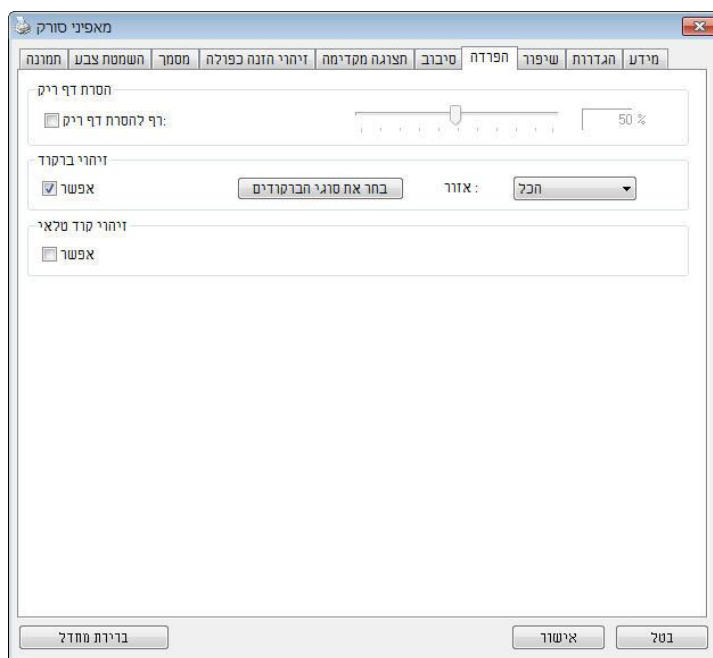 מאפיני סורק
תמונה השמטת צבע מסמך זיהוי הזנה כפולה תצוגה מקדימה סיבוב הפרדה שיפור הגדרות מידע
הסרת דף ריק
רף להסרת דף ריק:
50 %
זיהוי ברקוד
אפשר
בחר את סוגי הברקודים
אזור :
הכל
זיהוי קוד טלאי
אפשר
ברירת מחדל
אישור
בטל